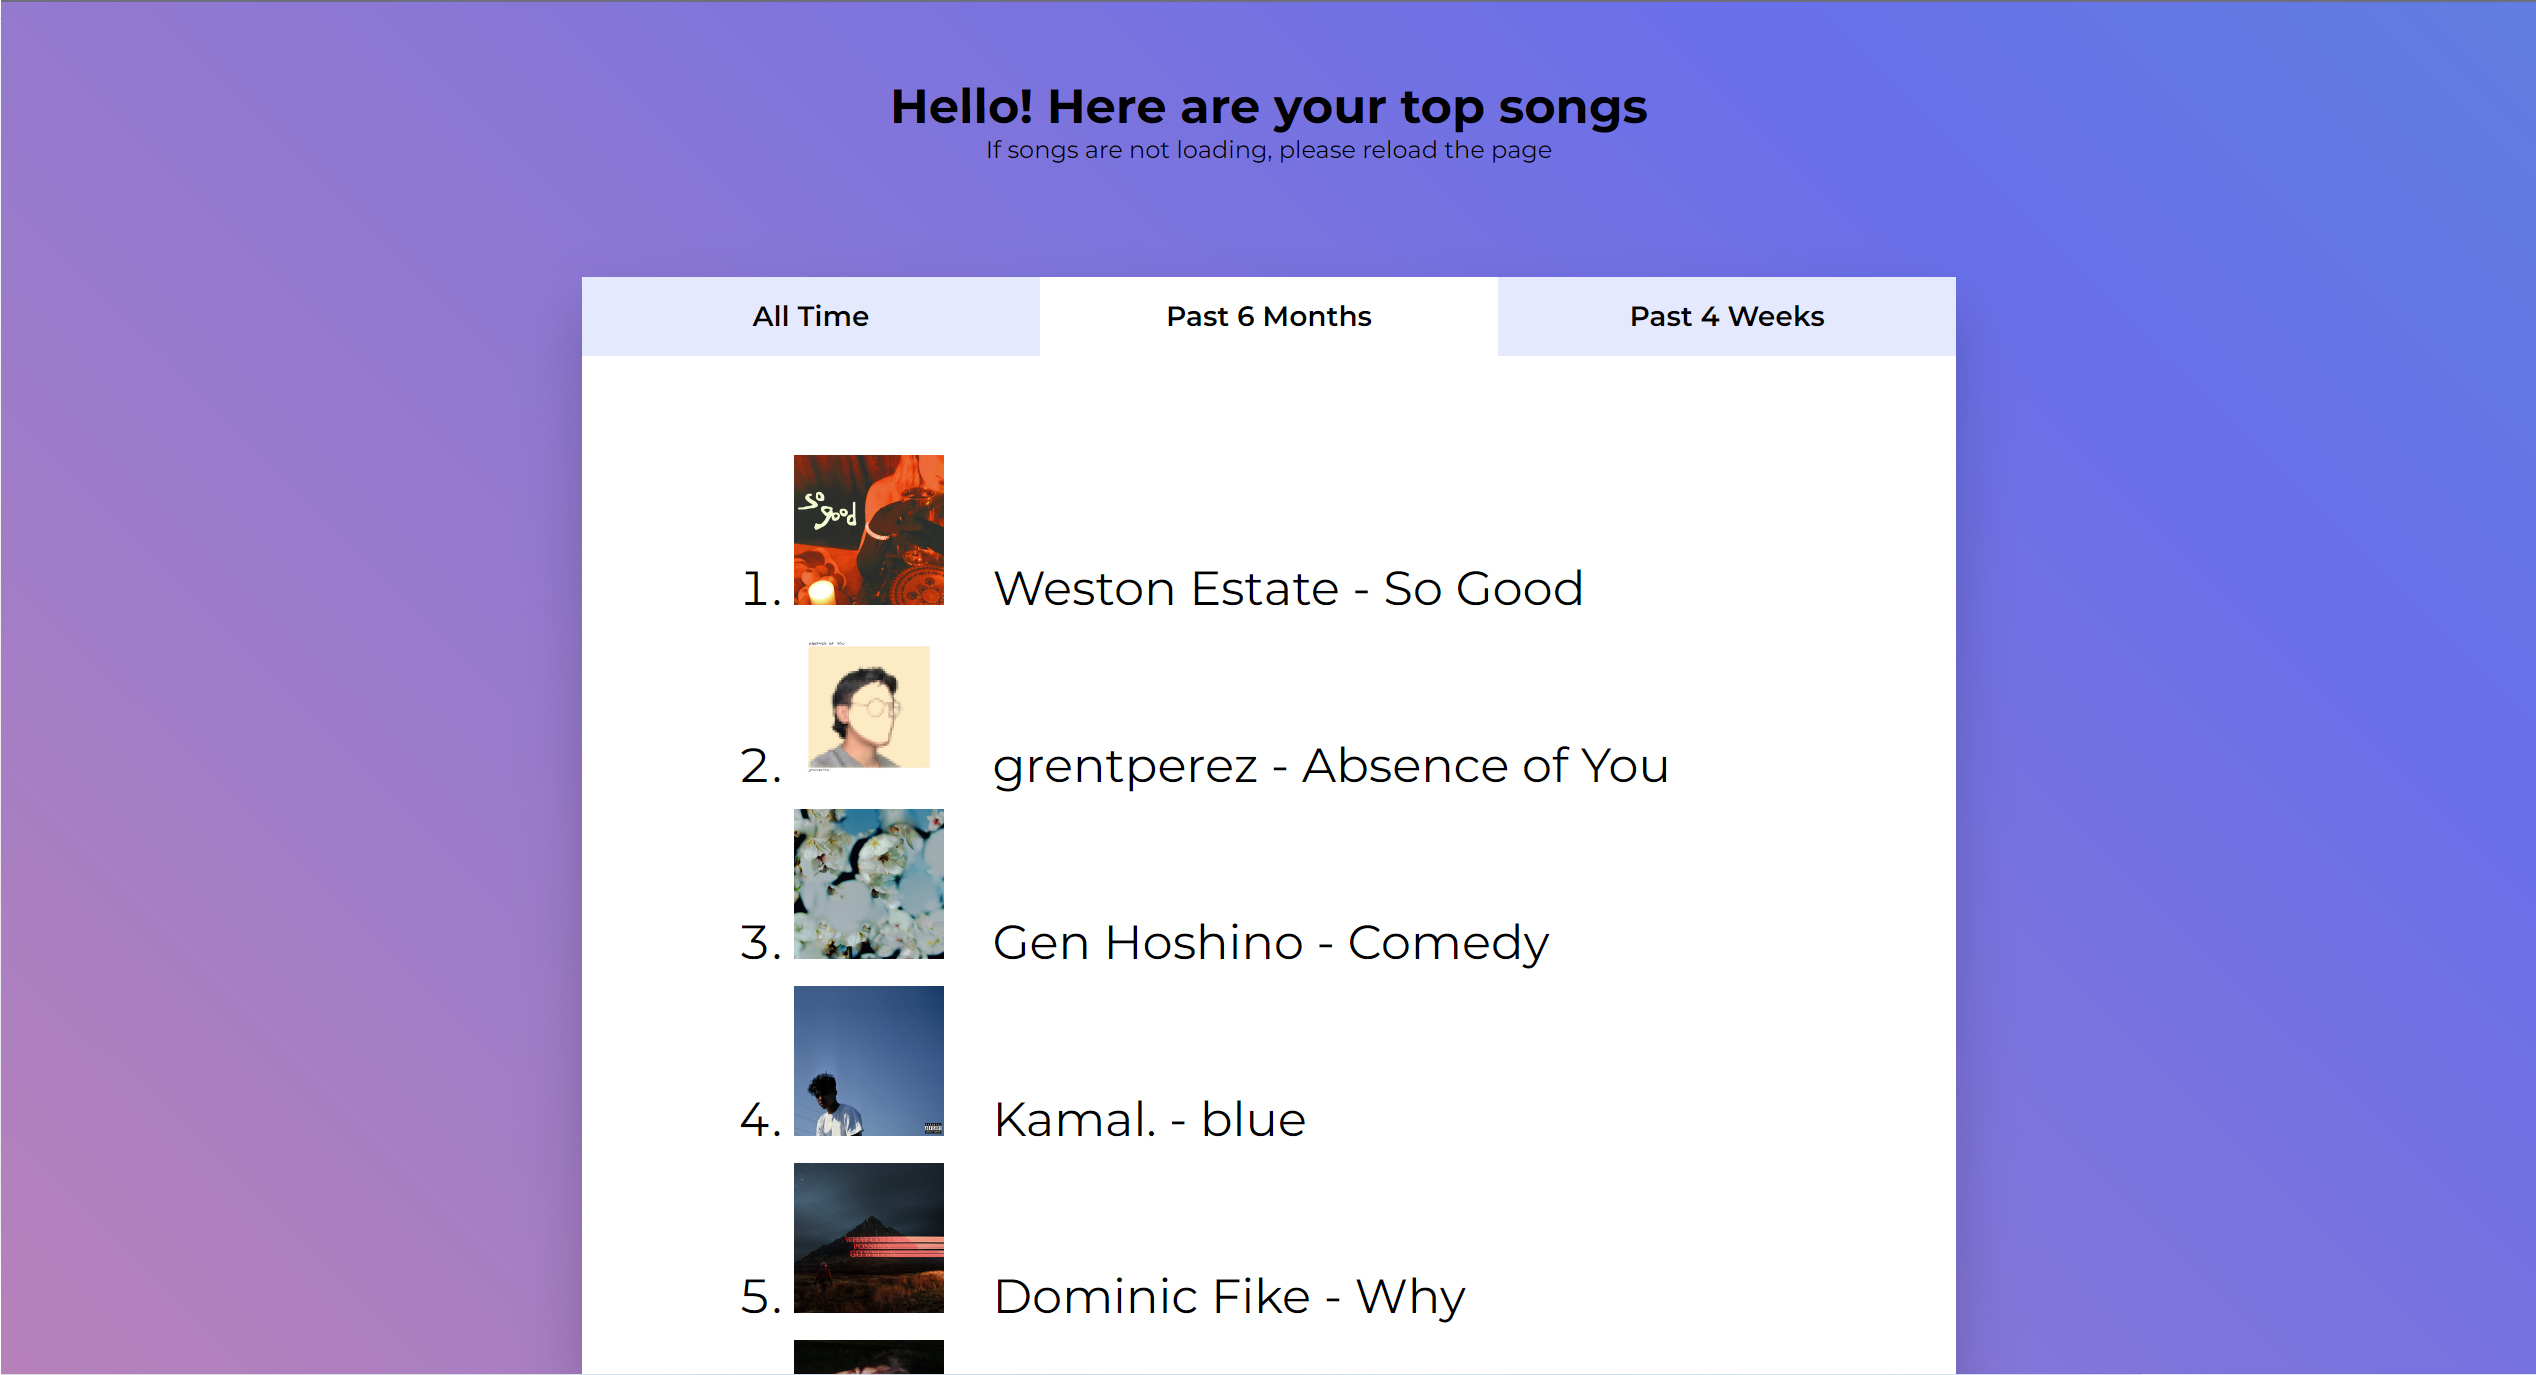 Hello! Here are your top songs
If songs are not loading, please reload the page
All Time
Past 6 Months
Past 4 Weeks
so
good
1. Weston Estate - So Good
2. grentperez - Absence of You
3. Gen Hoshino - Comedy
4. Kamal. - blue
5. Dominic Fike - Why